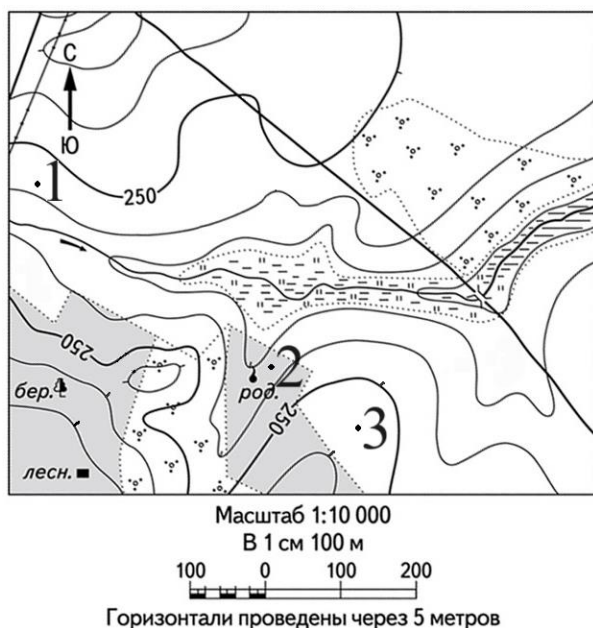 С
Ю
1
250
250
2
бер.
род.
250
3
лесн.
Масштаб 1:10 000
В 1 см 100 м
100 0 100 200
Горизонтали проведены через 5 метров